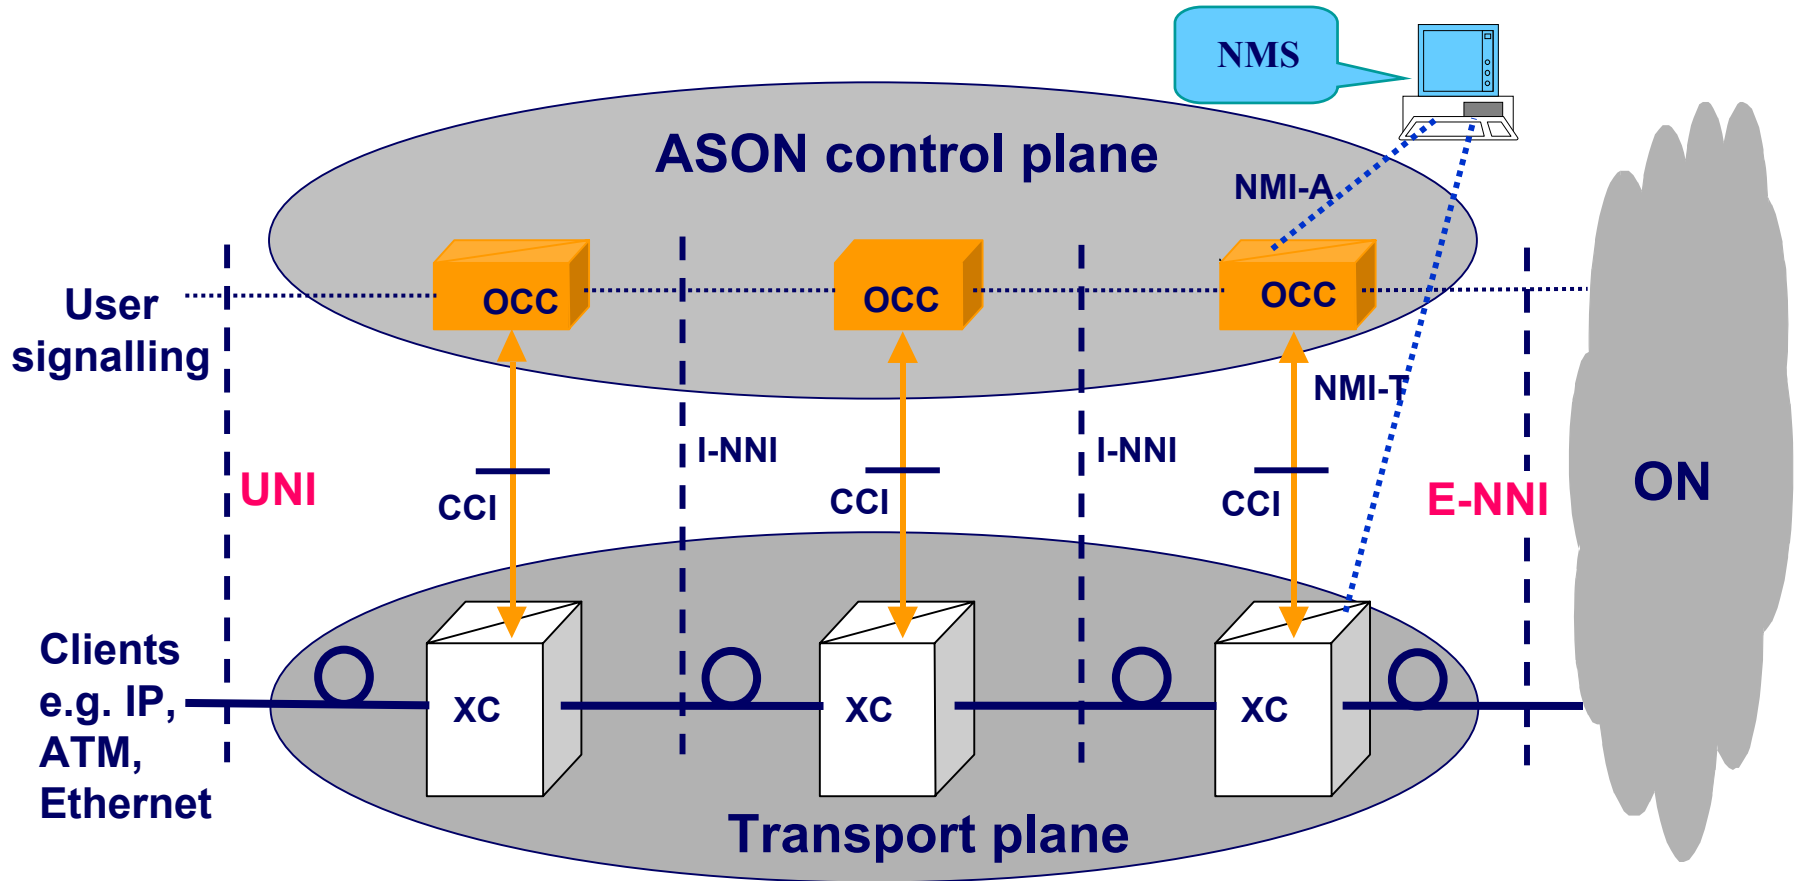 NMS
ASON control plane
NMI-A
User
signalling
OCC
OCC
OCC
NMI-T
I-NNI
I-NNI
UNI
CCI
CCI
CCI
E-NNI
ON
Clients
e.g. IP,
ATM,
Ethernet
XC
XC
XC
Transport plane